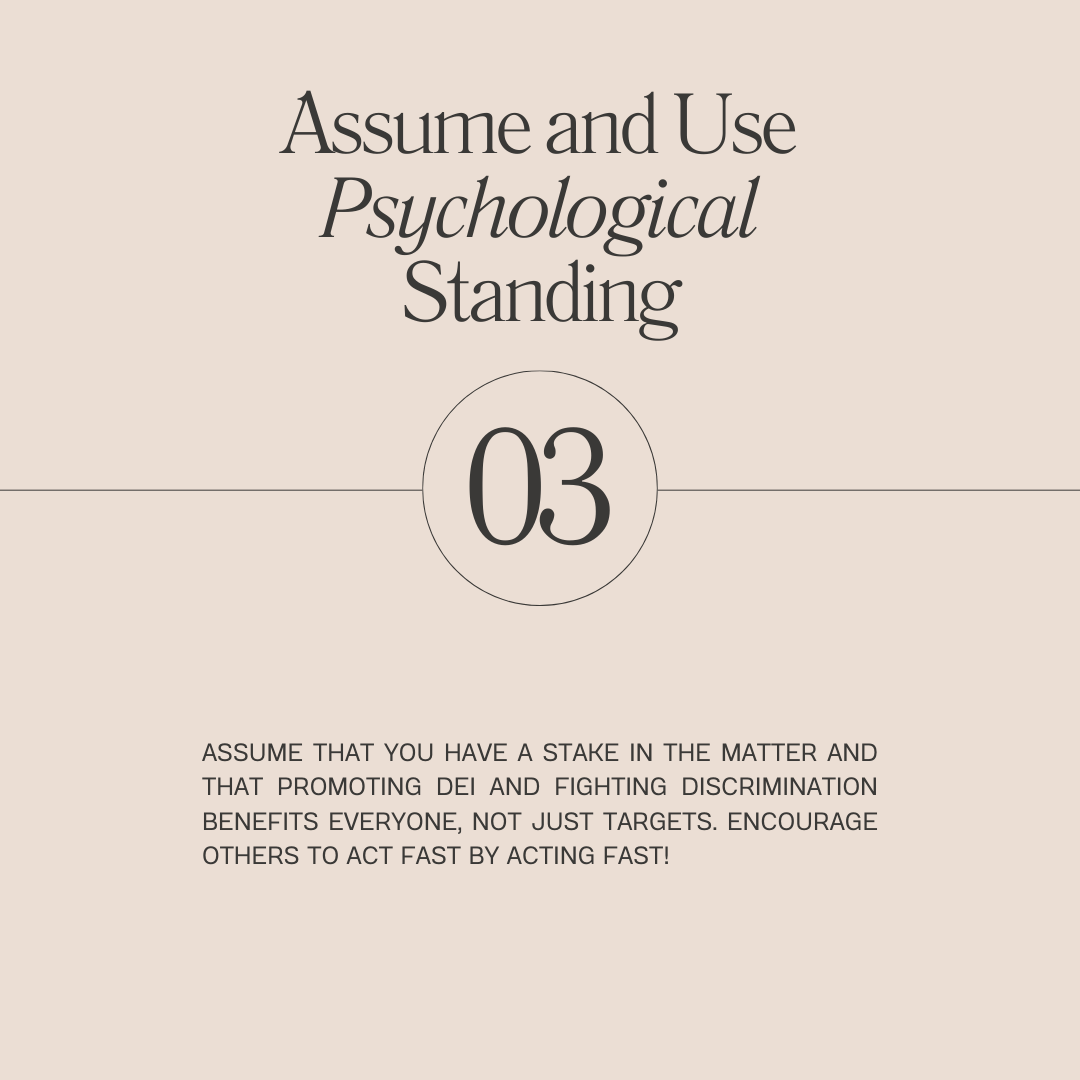 Assume and Use
Psychological
Standing
03
ASSUME THAT YOU HAVE A STAKE IN THE MATTER AND
THAT PROMOTING DEI AND FIGHTING DISCRIMINATION
BENEFITS EVERYONE, NOT JUST TARGETS. ENCOURAGE
OTHERS TO ACT FAST BY ACTING FAST!